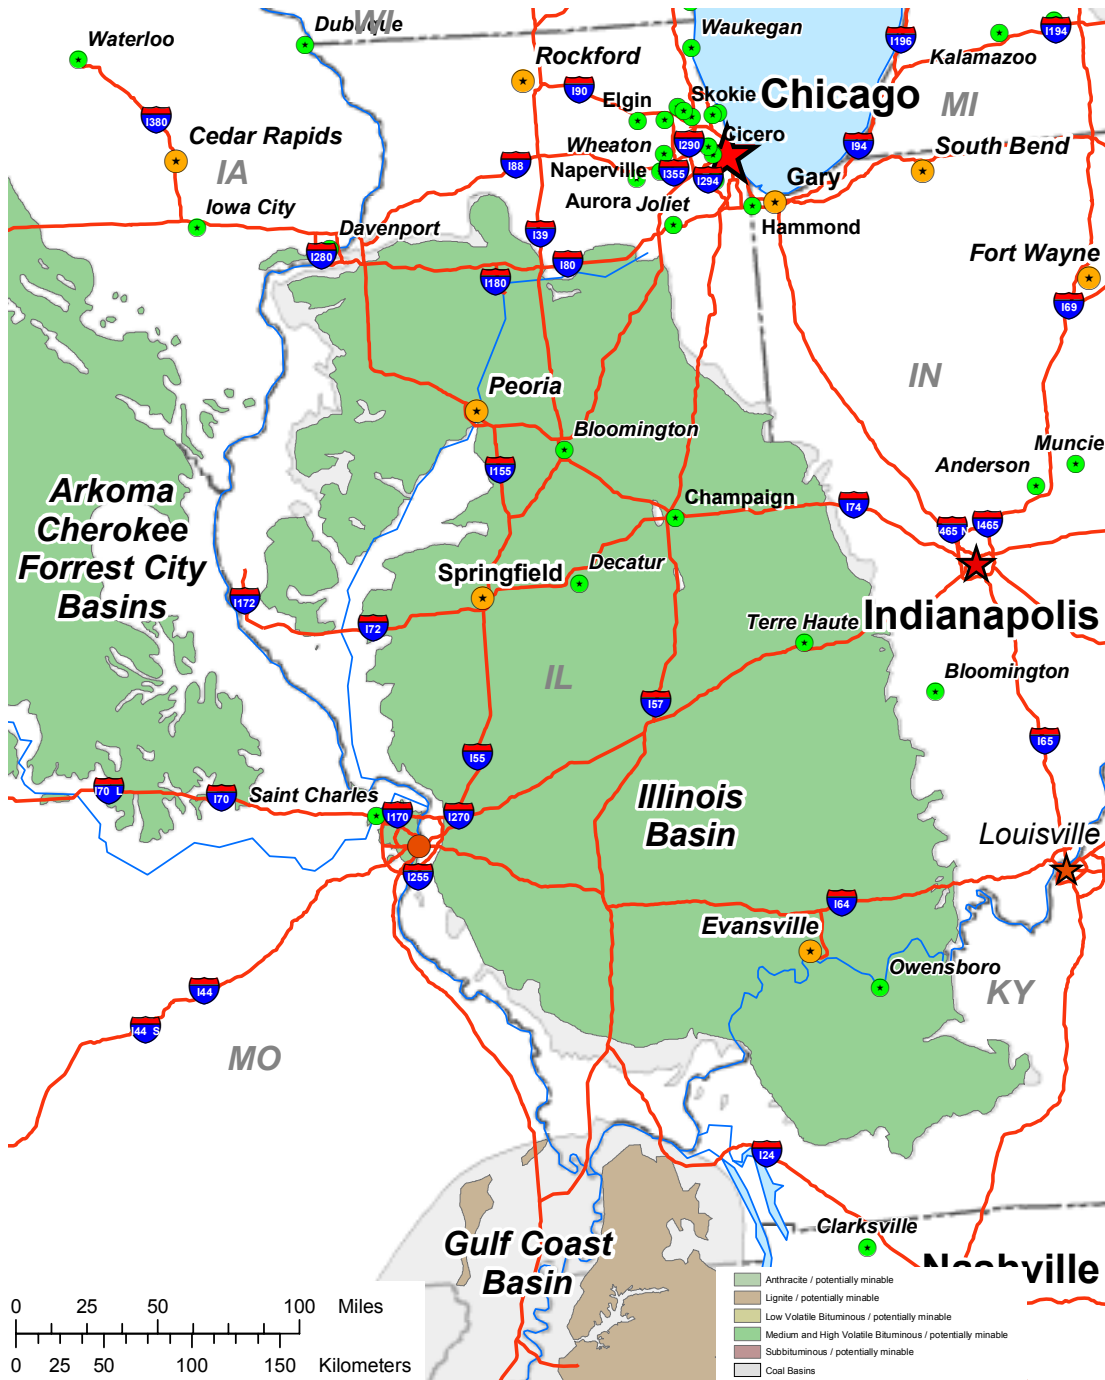 WI
Dubuque
Waterloo
Waukegan
I196
I194
Kalamazoo
Rockford
I90
Elgin
Skokie
Chicago
MI
I380
Cedar Rapids
IA
Cicero
Wheaton
I290
I94
South Bend
I88
Naperville
I355
I294
Gary
Aurora
Joliet
Iowa City
Davenport
I39
Hammond
I280
I80
I180
Fort Wayne
I69
IN
Peoria
Bloomington
I155
Muncie
Anderson
Arkoma
Cherokee
Forrest City
Basins
Champaign
I74
I465 N
I465
Springfield
Decatur
I172
I72
Terre Haute
Indianapolis
IL
Bloomington
I57
I55
I65
I70 L
I70
Saint Charles
I170
I270
Illinois
Basin
Louisville
I255
I64
Evansville
Owensboro
KY
I44
I44 S
MO
I24
Clarksville
Gulf Coast
Basin
Nashville
0 25 50 100 Miles
0 25 50 100 150 Kilometers
Anthracite / potentially minable
Lignite / potentially minable
Low Volatile Bituminous / potentially minable
Medium and High Volatile Bituminous / potentially minable
Subbituminous / potentially minable
Coal Basins